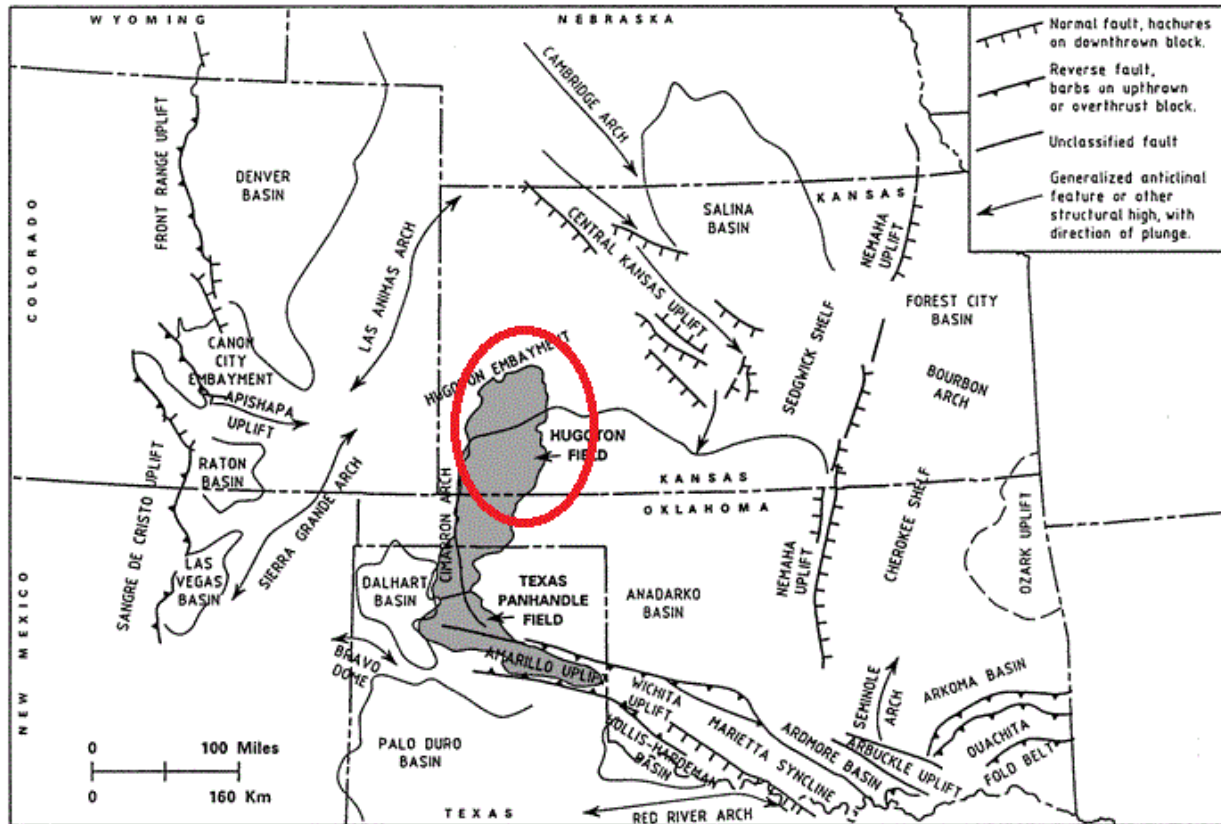 WYOMING
NEBRASKA
Normal fault, hachures
on downthrown block.
Reverse fault,
barbs on upthrown
or overthrust block.
Unclassified fault
Generalized anticlinal
feature or other
structural high, with
direction of plunge.
CAMBRIDGE ARCH
FRONT RANGE UPLIFT
DENVER
BASIN
COLORADO
LAS ANIMAS ARCH
KANSAS
SALINA
BASIN
CENTRAL KANSAS UPLIFT
NEMAHA
UPLIFT
SEDGWICK SHELF
FOREST CITY
BASIN
BOURBON
ARCH
CANON
CITY
EMBAYMENT
APISHAPA
UPLIFT
HUGOTON EMBAYMENT
HUGOTON
FIELD
RATON
BASIN
SANGRE DE CRISTO UPLIFT
SIERRA GRANDE ARCH
CIMARRON ARCH
KANSAS
OKLAHOMA
CHEROKEE SHELF
OZARK UPLIFT
NEMAHA
UPLIFT
LAS
VEGAS
BASIN
DALHART
BASIN
TEXAS
PANHANDLE
FIELD
ANADARKO
BASIN
NEW MEXICO
BRAVO
DOME
AMARILLO UPLIFT
WICHITA
UPLIFT
SEMINOLE
ARCH
ARKOMA BASIN
OUACHITA
FOLD BELT
ARBUCKLE UPLIFT
ARDMORE BASIN
MARIETTA SYNCLINE
HOLLIS-HARDEMAN
BASIN
PALO DURO
BASIN
0 100 Miles
0 160 Km
TEXAS
RED RIVER ARCH